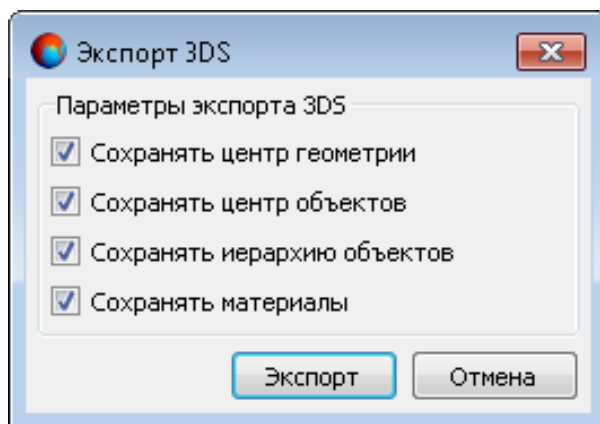 Экспорт 3DS
Параметры экспорта 3DS
Сохранять центр геометрии
Сохранять центр объектов
Сохранять иерархию объектов
Сохранять материалы
Экспорт Отмена